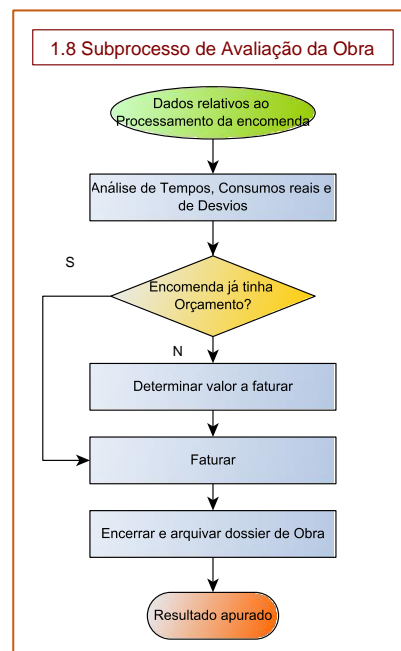 1.8 Subprocesso de Avaliação da Obra
Dados relativos ao
Processamento da encomenda
Análise de Tempos, Consumos reais e
de Desvios
S
Encomenda já tinha
Orçamento?
N
Determinar valor a faturar
Faturar
Encerrar e arquivar dossier de Obra
Resultado apurado